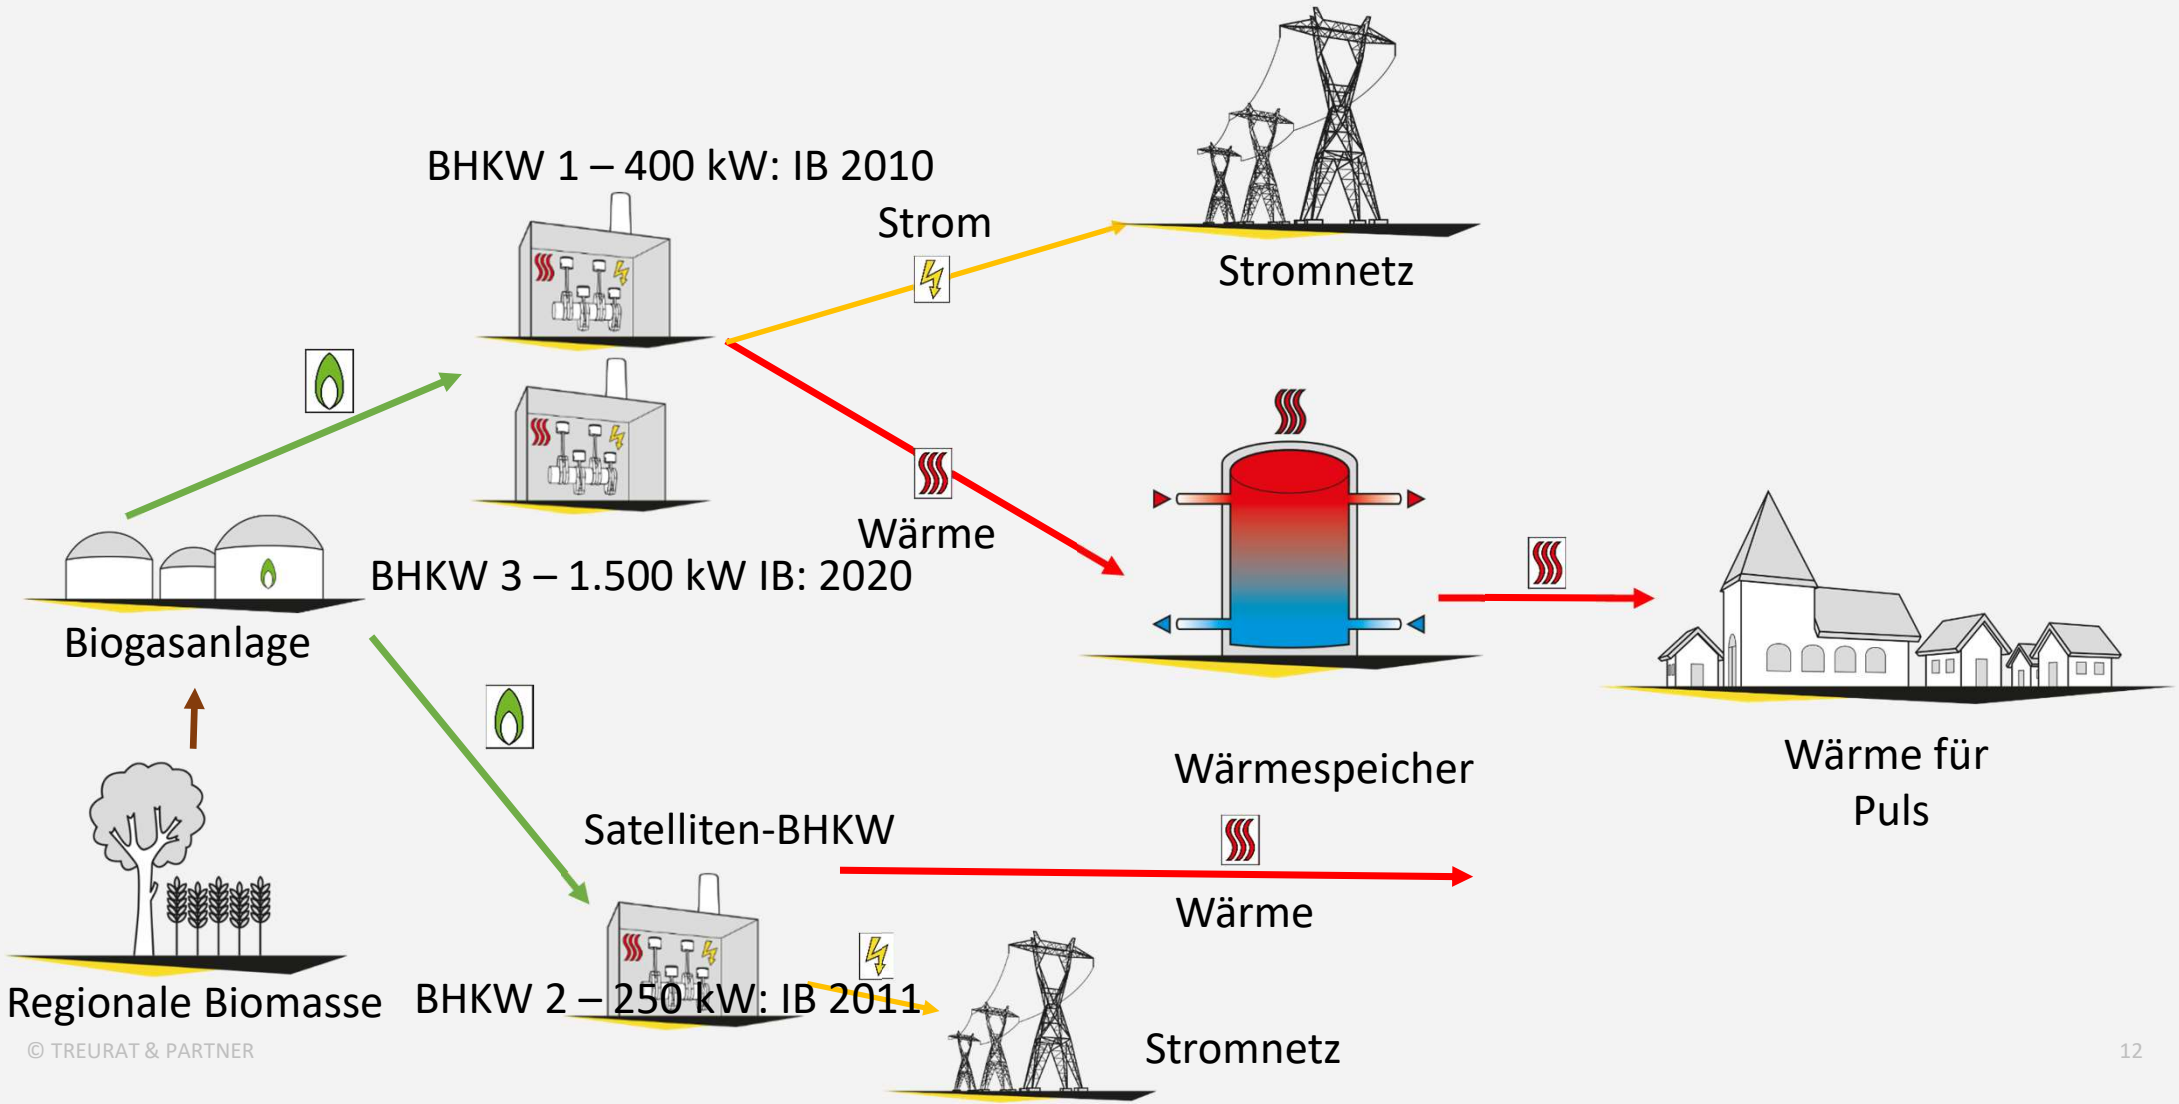 BHKW 1 – 400 kW: IB 2010
Strom
Stromnetz
Wärme
BHKW 3 – 1.500 kW IB: 2020
Biogasanlage
Wärmespeicher
Wärme für
Puls
Satelliten-BHKW
Wärme
Regionale Biomasse
BHKW 2 – 250 kW: IB 2011
Stromnetz
© TREURAT & PARTNER
12